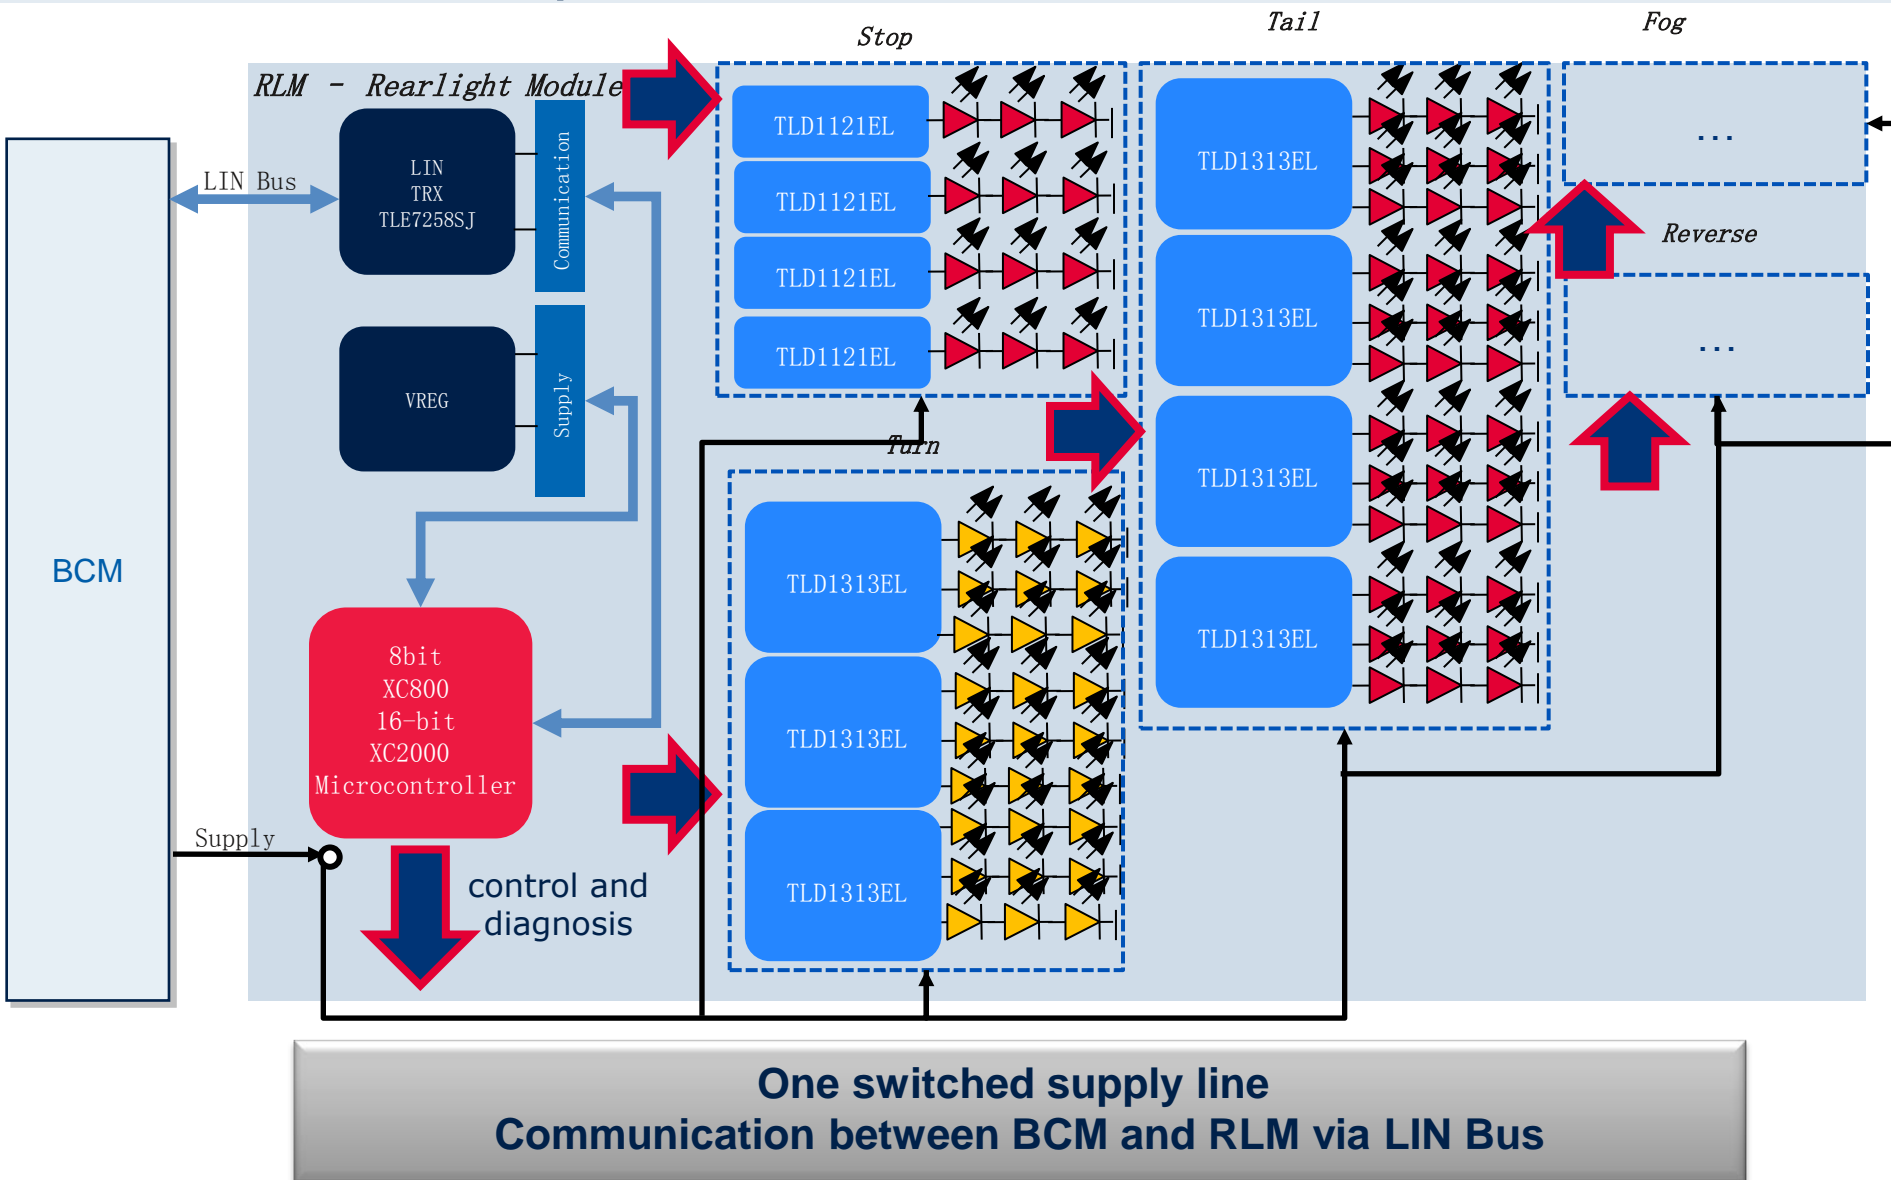 Stop
Tail
Fog
RLM - Rearlight Module
LIN
TRX
TLE7258SJ
Communication
LIN Bus
VREG
Supply
BCM
8bit
XC800
16-bit
XC2000
Microcontroller
Supply
control and
diagnosis
TLD1121EL
TLD1121EL
TLD1121EL
TLD1121EL
Turn
TLD1313EL
TLD1313EL
TLD1313EL
TLD1313EL
TLD1313EL
TLD1313EL
TLD1313EL
...
Reverse
...
One switched supply line
Communication between BCM and RLM via LIN Bus